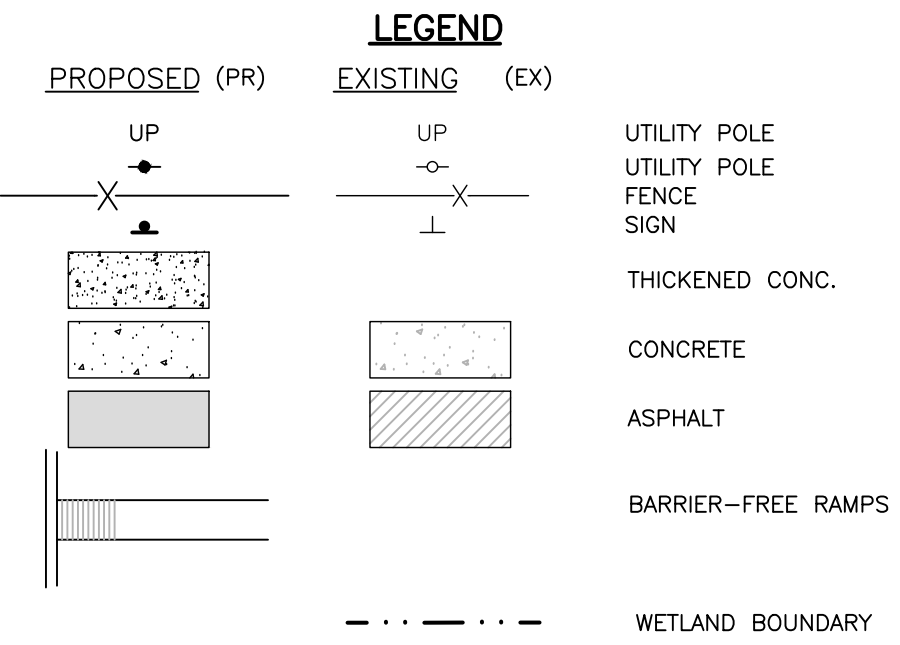 LEGEND
PROPOSED (PR) EXISTING (EX)
UP UP UTILITY POLE
UTILITY POLE
FENCE
SIGN
THICKENED CONC.
CONCRETE
ASPHALT
BARRIER-FREE RAMPS
WETLAND BOUNDARY